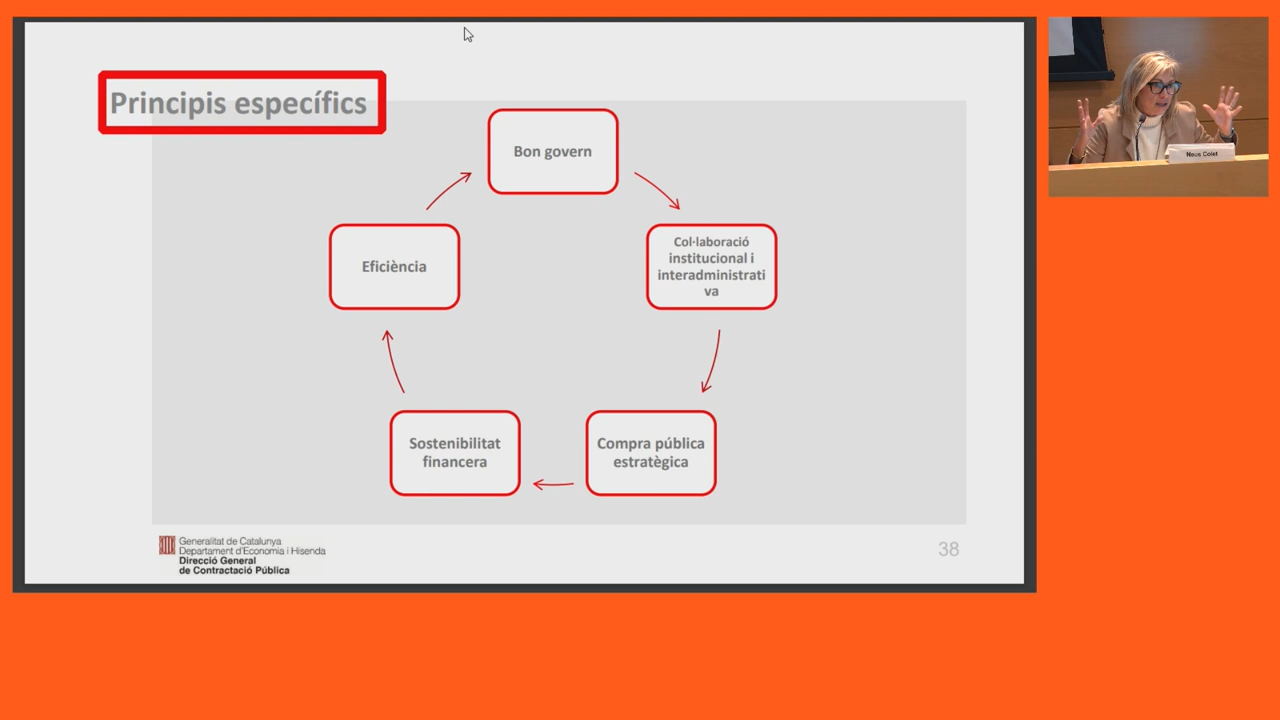 Principis específics
Bon govern
Col·laboració
institucional i
interadministrati
va
Compra pública
estratègica
Sostenibilitat
financera
Eficiència
Generalitat de Catalunya
Departament d'Economia i Hisenda
Direcció General
de Contractació Pública
38
Neus Colet